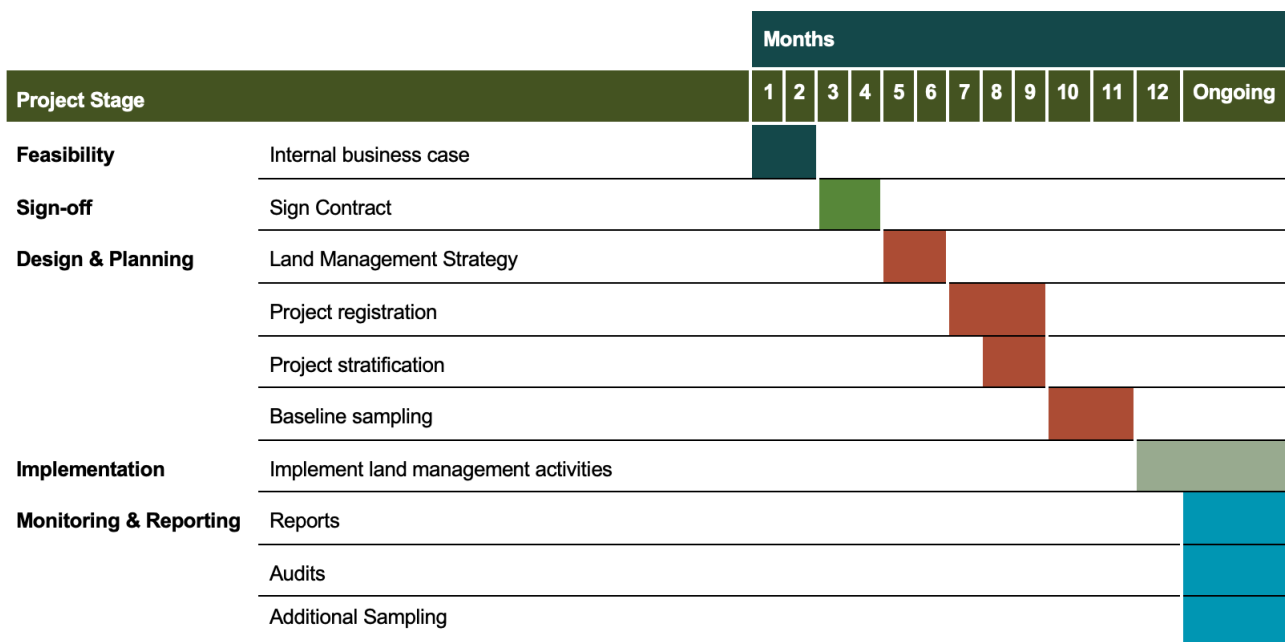 Months
Project Stage 1 2 3 4 5 6 7 8 9 10 11 12 Ongoing
Feasibility Internal business case
Sign-off Sign Contract
Design & Planning Land Management Strategy
Project registration
Project stratification
Baseline sampling
Implementation Implement land management activities
Monitoring & Reporting Reports
Audits
Additional Sampling